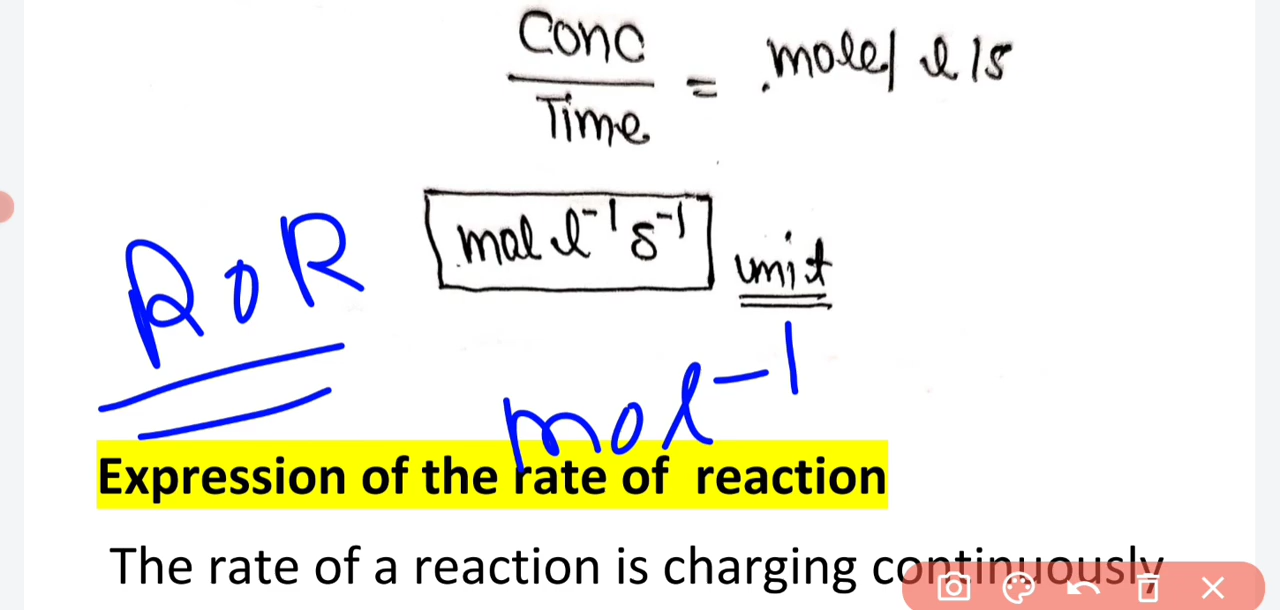 Conc
= mole/l/s
Time
mol l⁻¹ s⁻¹ unit
RoR
mol⁻¹
Expression of the rate of reaction
The rate of a reaction is charging continuously